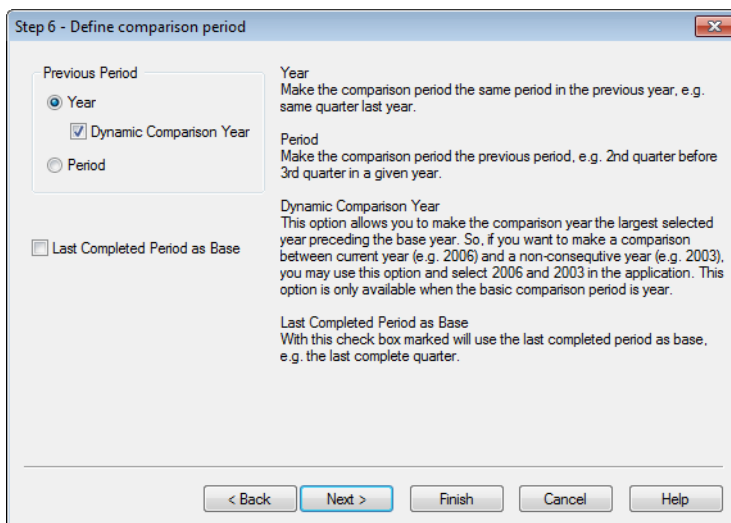 Step 6 - Define comparison period
Previous Period
Year
Dynamic Comparison Year
Period
Last Completed Period as Base
Year
Make the comparison period the same period in the previous year, e.g.
same quarter last year.
Period
Make the comparison period the previous period, e.g. 2nd quarter before
3rd quarter in a given year.
Dynamic Comparison Year
This option allows you to make the comparison year the largest selected
year preceding the base year. So, if you want to make a comparison
between current year (e.g. 2006) and a non-consequtive year (e.g. 2003),
you may use this option and select 2006 and 2003 in the application. This
option is only available when the basic comparison period is year.
Last Completed Period as Base
With this check box marked will use the last completed period as base,
e.g. the last complete quarter.
< Back
Next >
Finish
Cancel
Help